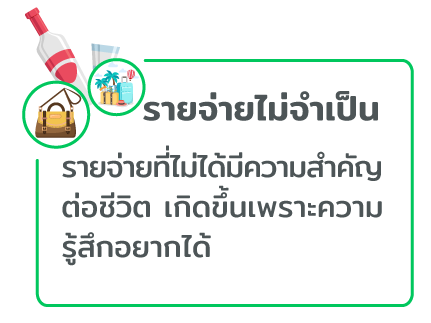 รายจ่ายไม่จำเป็น
รายจ่ายที่ไม่ได้มีความสำคัญ
ต่อชีวิต เกิดขึ้นเพราะความ
รู้สึกอยากได้